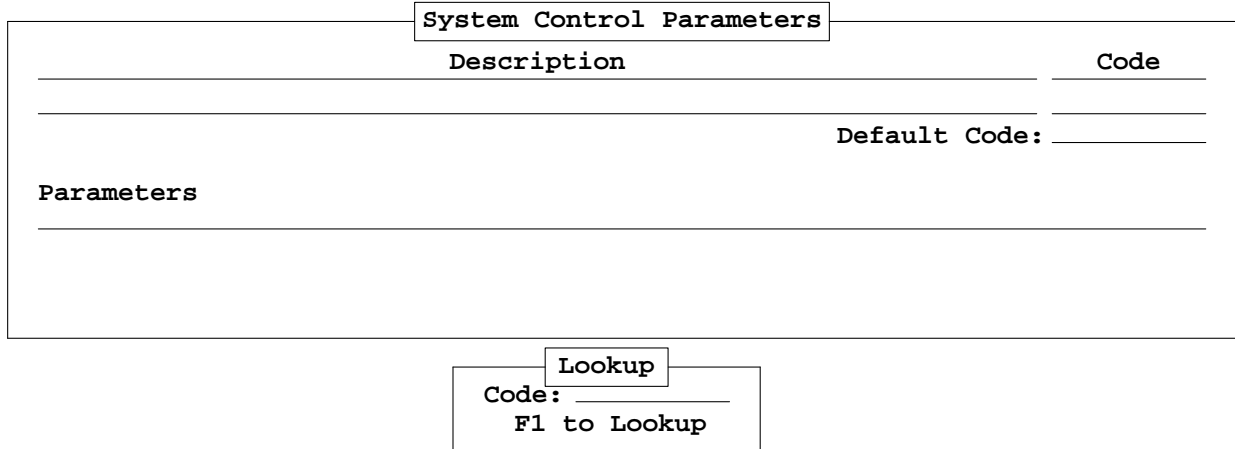 System Control Parameters
Description Code
Default Code:
Parameters
Lookup
Code:
F1 to Lookup